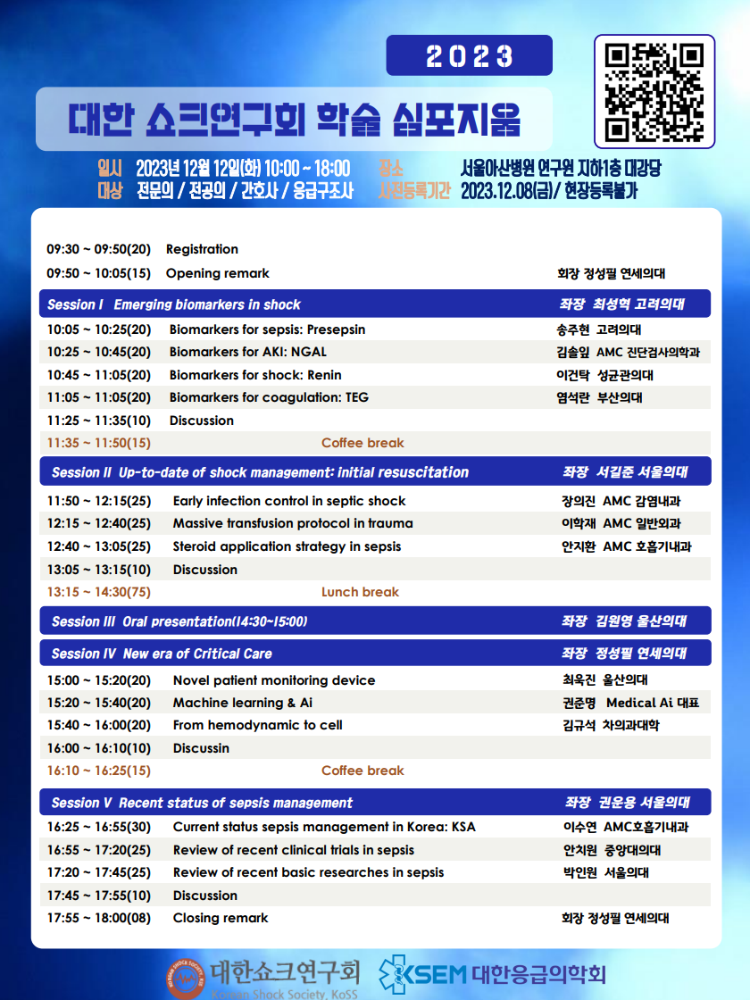 2023
대한 쇼크연구회 학술 심포지움
일시 2023년 12월 12일(화) 10:00 ~ 18:00 장소 서울아산병원 연구원 지하1층 대강당
대상 전문의 / 전공의 / 간호사 / 응급구조사 사전등록기간 2023.12.08(금)/ 현장등록불가
09:30 ~ 09:50(20) Registration
09:50 ~ 10:05(15) Opening remark 회장 정성필 연세의대
Session I Emerging biomarkers in shock 좌장 최성혁 고려의대
10:05 ~ 10:25(20) Biomarkers for sepsis: Presepsin 송주현 고려의대
10:25 ~ 10:45(20) Biomarkers for AKI: NGAL 김솔잎 AMC 진단검사의학과
10:45 ~ 11:05(20) Biomarkers for shock: Renin 이건탁 성균관의대
11:05 ~ 11:05(20) Biomarkers for coagulation: TEG 염석란 부산의대
11:25 ~ 11:35(10) Discussion
11:35 ~ 11:50(15) Coffee break
Session II Up-to-date of shock management: initial resuscitation 좌장 서길준 서울의대
11:50 ~ 12:15(25) Early infection control in septic shock 장의진 AMC 감염내과
12:15 ~ 12:40(25) Massive transfusion protocol in trauma 이학재 AMC 일반외과
12:40 ~ 13:05(25) Steroid application strategy in sepsis 안지환 AMC 호흡기내과
13:05 ~ 13:15(10) Discussion
13:15 ~ 14:30(75) Lunch break
Session III Oral presentation(14:30~15:00) 좌장 김원영 울산의대
Session IV New era of Critical Care 좌장 정성필 연세의대
15:00 ~ 15:20(20) Novel patient monitoring device 최욱진 울산의대
15:20 ~ 15:40(20) Machine learning & Ai 권준명 Medical Ai 대표
15:40 ~ 16:00(20) From hemodynamic to cell 김규석 차의과대학
16:00 ~ 16:10(10) Discussin
16:10 ~ 16:25(15) Coffee break
Session V Recent status of sepsis management 좌장 권운용 서울의대
16:25 ~ 16:55(30) Current status sepsis management in Korea: KSA 이수연 AMC호흡기내과
16:55 ~ 17:20(25) Review of recent clinical trials in sepsis 안치원 중앙대의대
17:20 ~ 17:45(25) Review of recent basic researches in sepsis 박인원 서울의대
17:45 ~ 17:55(10) Discussion
17:55 ~ 18:00(08) Closing remark 회장 정성필 연세의대
대한쇼크연구회 KSEM 대한응급의학회
Korean Shock Society, KoSS